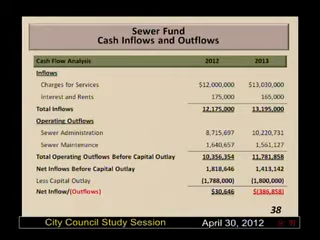 Sewer Fund
Cash Inflows and Outflows
Cash Flow Analysis 2012 2013
Inflows
Charges for Services $12,000,000 $13,030,000
Interest and Rents 175,000 165,000
Total Inflows 12,175,000 13,195,000
Operating Outflows
Sewer Administration 8,715,697 10,220,731
Sewer Maintenance 1,640,657 1,561,127
Total Operating Outflows Before Capital Outlay 10,356,354 11,781,858
Net Inflows Before Capital Outlay 1,818,646 1,413,142
Less Capital Outlay (1,788,000) (1,800,000)
Net Inflow/(Outflows) $30,646 $(386,858)
38
City Council Study Session April 30, 2012